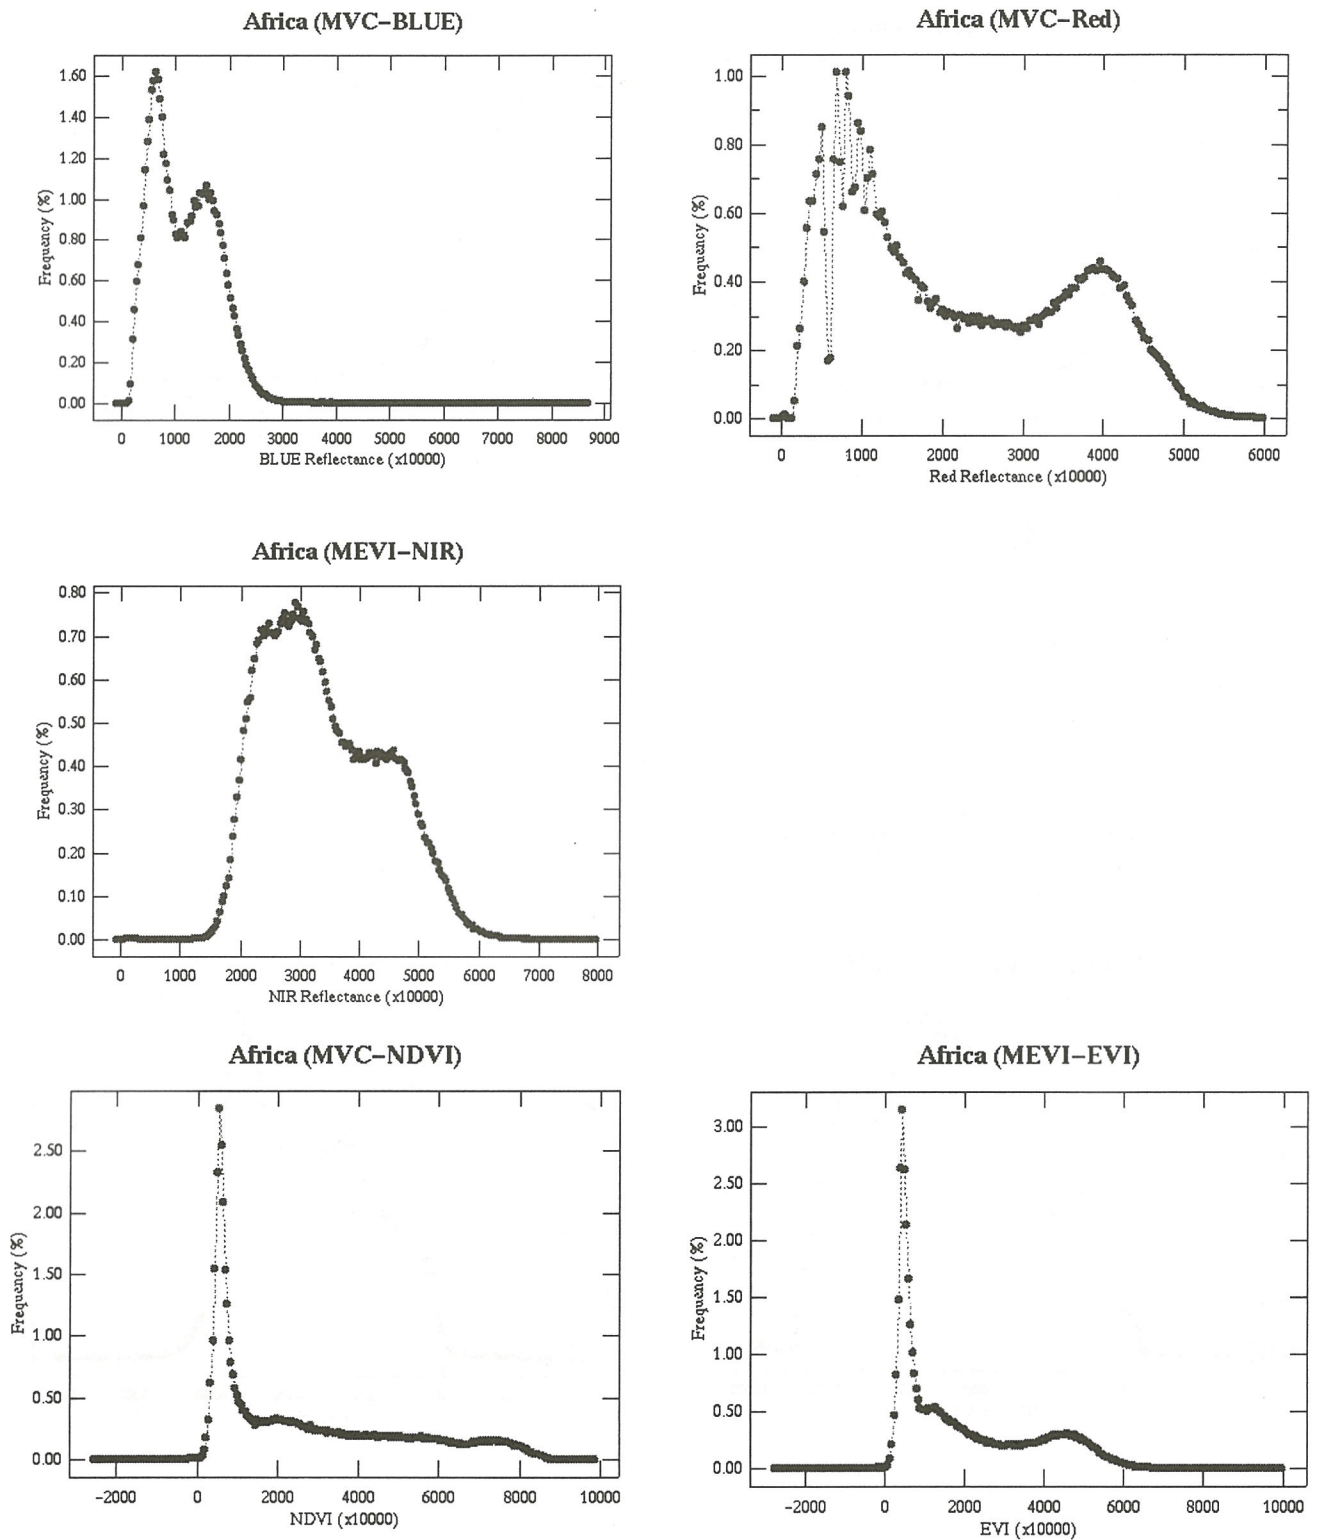 Africa (MVC-BLUE)
1.60
1.40
1.20
1.00
0.80
0.60
0.40
0.20
0.00
Frequency (%)
0 1000 2000 3000 4000 5000 6000 7000 8000 9000
BLUE Reflectance (x10000)
Africa (MVC-Red)
1.00
0.80
0.60
0.40
0.20
0.00
Frequency (%)
0 1000 2000 3000 4000 5000 6000
Red Reflectance (x10000)
Africa (MEVI-NIR)
0.80
0.70
0.60
0.50
0.40
0.30
0.20
0.10
0.00
Frequency (%)
0 1000 2000 3000 4000 5000 6000 7000 8000
NIR Reflectance (x10000)
Africa (MVC-NDVI)
2.50
2.00
1.50
1.00
0.50
0.00
Frequency (%)
-2000 0 2000 4000 6000 8000 10000
NDVI (x10000)
Africa (MEVI-EVI)
3.00
2.50
2.00
1.50
1.00
0.50
0.00
Frequency (%)
-2000 0 2000 4000 6000 8000 10000
EVI (x10000)